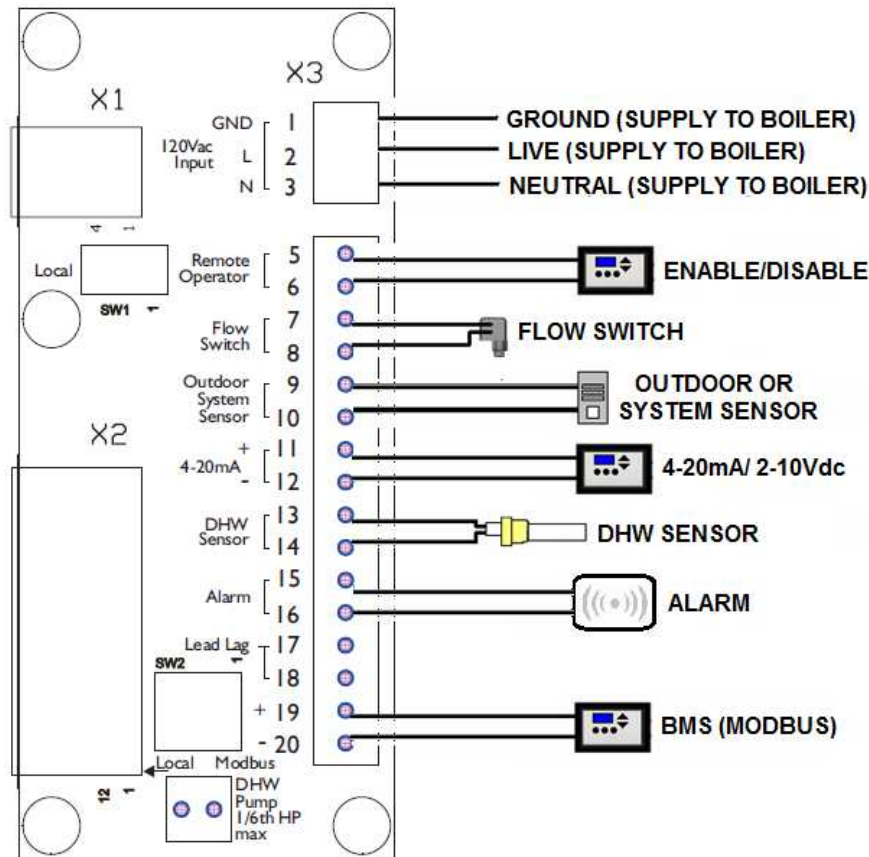 X3
X1
GND 1 GROUND (SUPPLY TO BOILER)
120Vac
Input
L 2 LIVE (SUPPLY TO BOILER)
N 3 NEUTRAL (SUPPLY TO BOILER)
4 1
Local
SW1 1
Remote
Operator
5
6
ENABLE/DISABLE
Flow
Switch
7
8
FLOW SWITCH
Outdoor
System
Sensor
9
10
OUTDOOR OR
SYSTEM SENSOR
X2
+ 11
4-20mA
- 12
4-20mA/ 2-10Vdc
DHW
Sensor
13
14
DHW SENSOR
Alarm
15
16
ALARM
Lead Lag 17
18
SW2 1
+ 19
- 20
BMS (MODBUS)
Local Modbus
12 1
DHW
Pump
1/6th HP
max